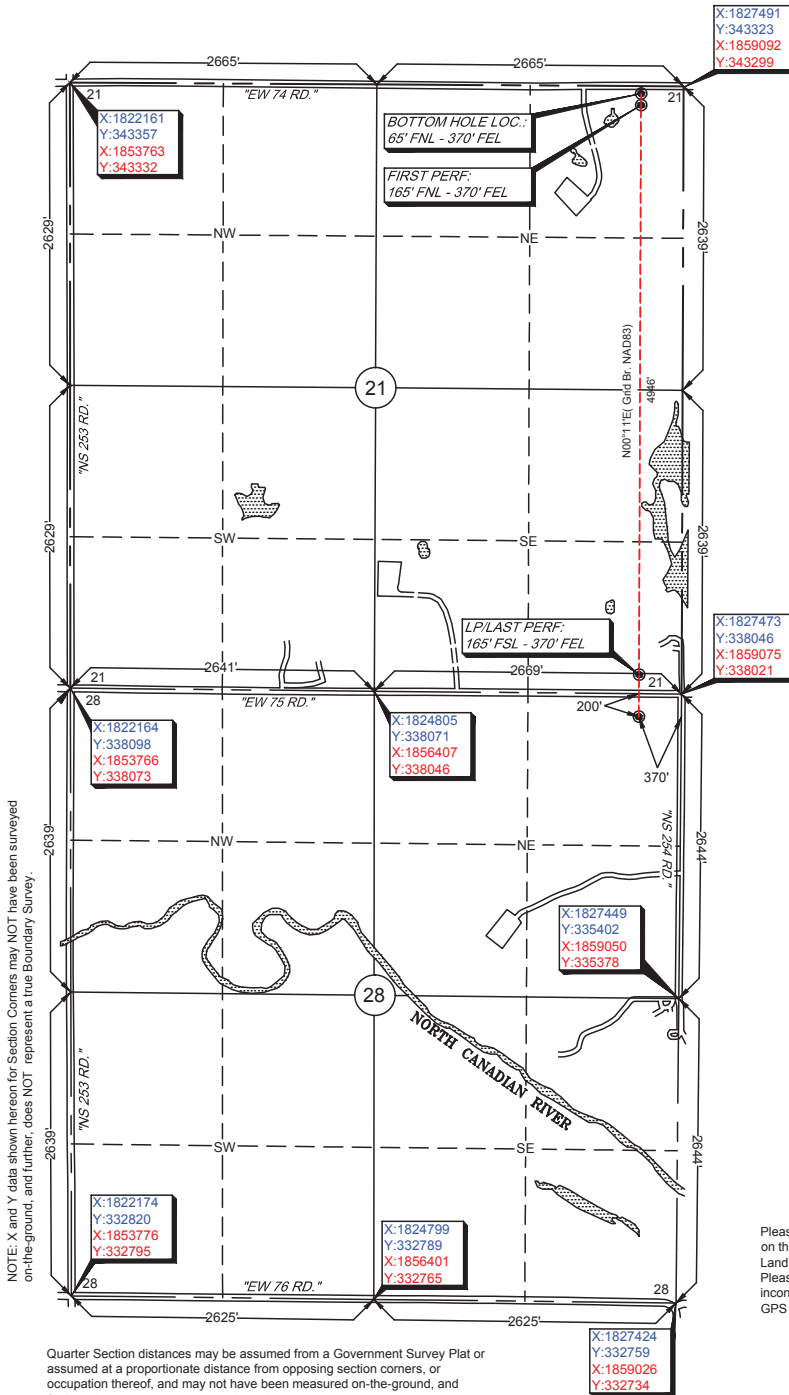 X:1827491
Y:343323
X:1859092
Y:343299
2665'
2665'
21
"EW 74 RD."
21
X:1822161
Y:343357
X:1853763
Y:343332
BOTTOM HOLE LOC.:
65' FNL - 370' FEL
FIRST PERF:
165' FNL - 370' FEL
2629'
NW
NE
2639'
N00°11'E( Grid Br. NAD83)
4946'
21
"NS 253 RD."
2629'
SW
SE
2639'
LP/LAST PERF:
165' FSL - 370' FEL
X:1827473
Y:338046
X:1859075
Y:338021
21
2641'
2669'
21
28
"EW 75 RD."
200'
X:1822164
Y:338098
X:1853766
Y:338073
X:1824805
Y:338071
X:1856407
Y:338046
370'
2639'
NW
NE
"NS 254 RD."
2644'
X:1827449
Y:335402
X:1859050
Y:335378
28
NORTH CANADIAN RIVER
"NS 253 RD."
2639'
SW
SE
2644'
X:1822174
Y:332820
X:1853776
Y:332795
X:1824799
Y:332789
X:1856401
Y:332765
28
"EW 76 RD."
28
2625'
2625'
X:1827424
Y:332759
X:1859026
Y:332734
NOTE: X and Y data shown hereon for Section Corners may NOT have been surveyed
on-the-ground, and further, does NOT represent a true Boundary Survey.
Quarter Section distances may be assumed from a Government Survey Plat or
assumed at a proportionate distance from opposing section corners, or
occupation thereof, and may not have been measured on-the-ground, and
Pleas
on th
Land
Pleas
incon
GPS